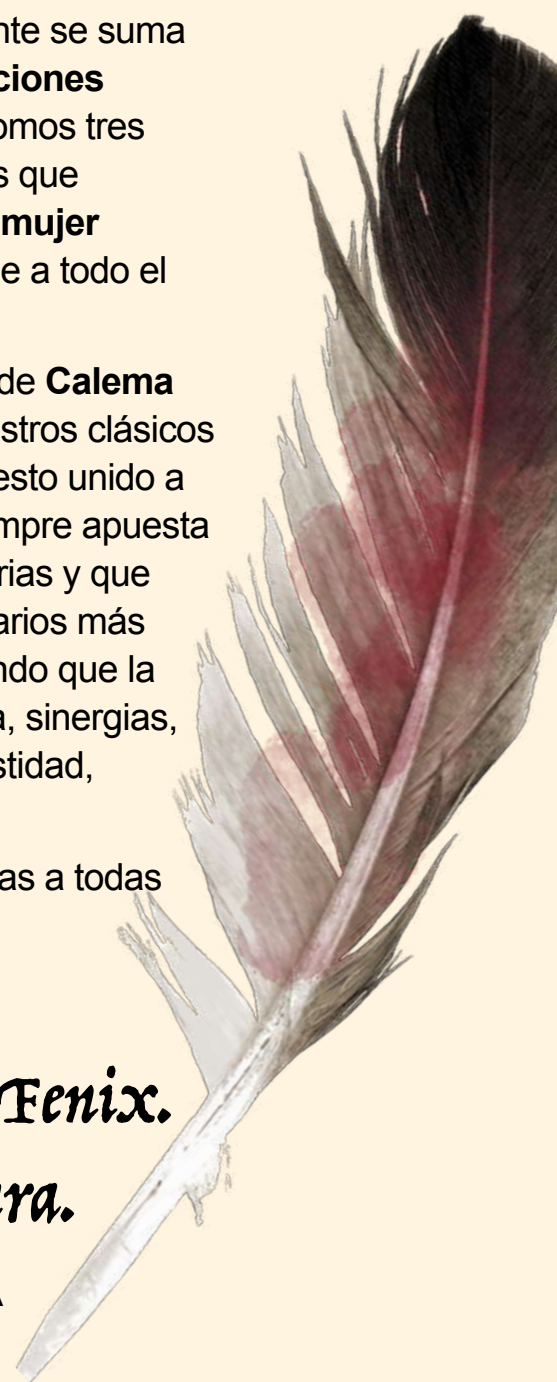 nte se suma
ciones
omos tres
s que
mujer
e a todo el
de Calema
stros clásicos
esto unido a
mpre apuesta
rias y que
arios más
ndo que la
a, sinergias,
stidad,
as a todas
Fenix.
ra.